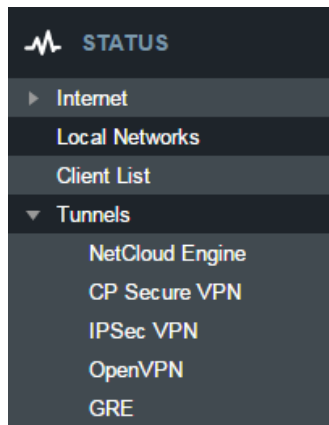 STATUS
Internet
Local Networks
Client List
Tunnels
NetCloud Engine
CP Secure VPN
IPSec VPN
OpenVPN
GRE